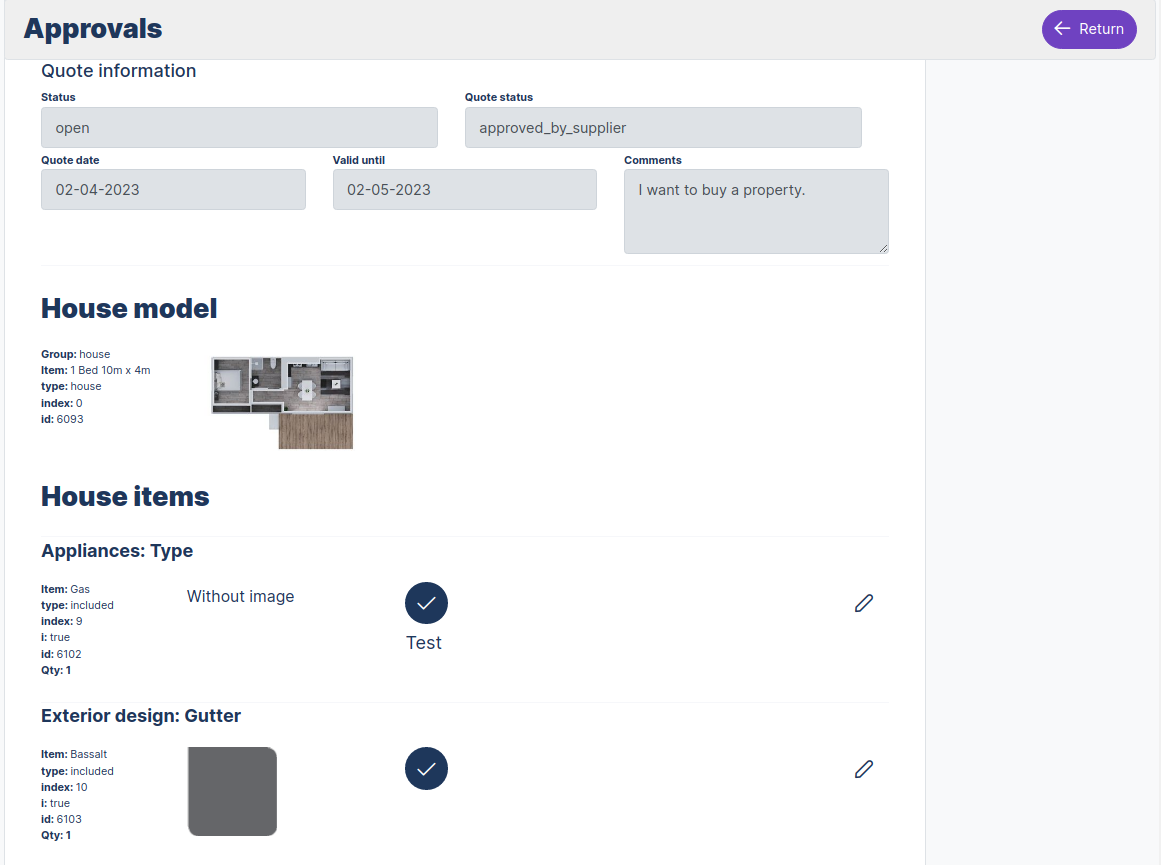 Approvals
Return
Quote information
Status
Quote status
open
approved_by_supplier
Quote date
Valid until
Comments
02-04-2023
02-05-2023
I want to buy a property.
House model
Group: house
Item: 1 Bed 10m x 4m
type: house
index: 0
id: 6093
House items
Appliances: Type
Item: Gas
type: included
index: 9
i: true
id: 6102
Qty: 1
Without image
Test
Exterior design: Gutter
Item: Bassalt
type: included
index: 10
i: true
id: 6103
Qty: 1